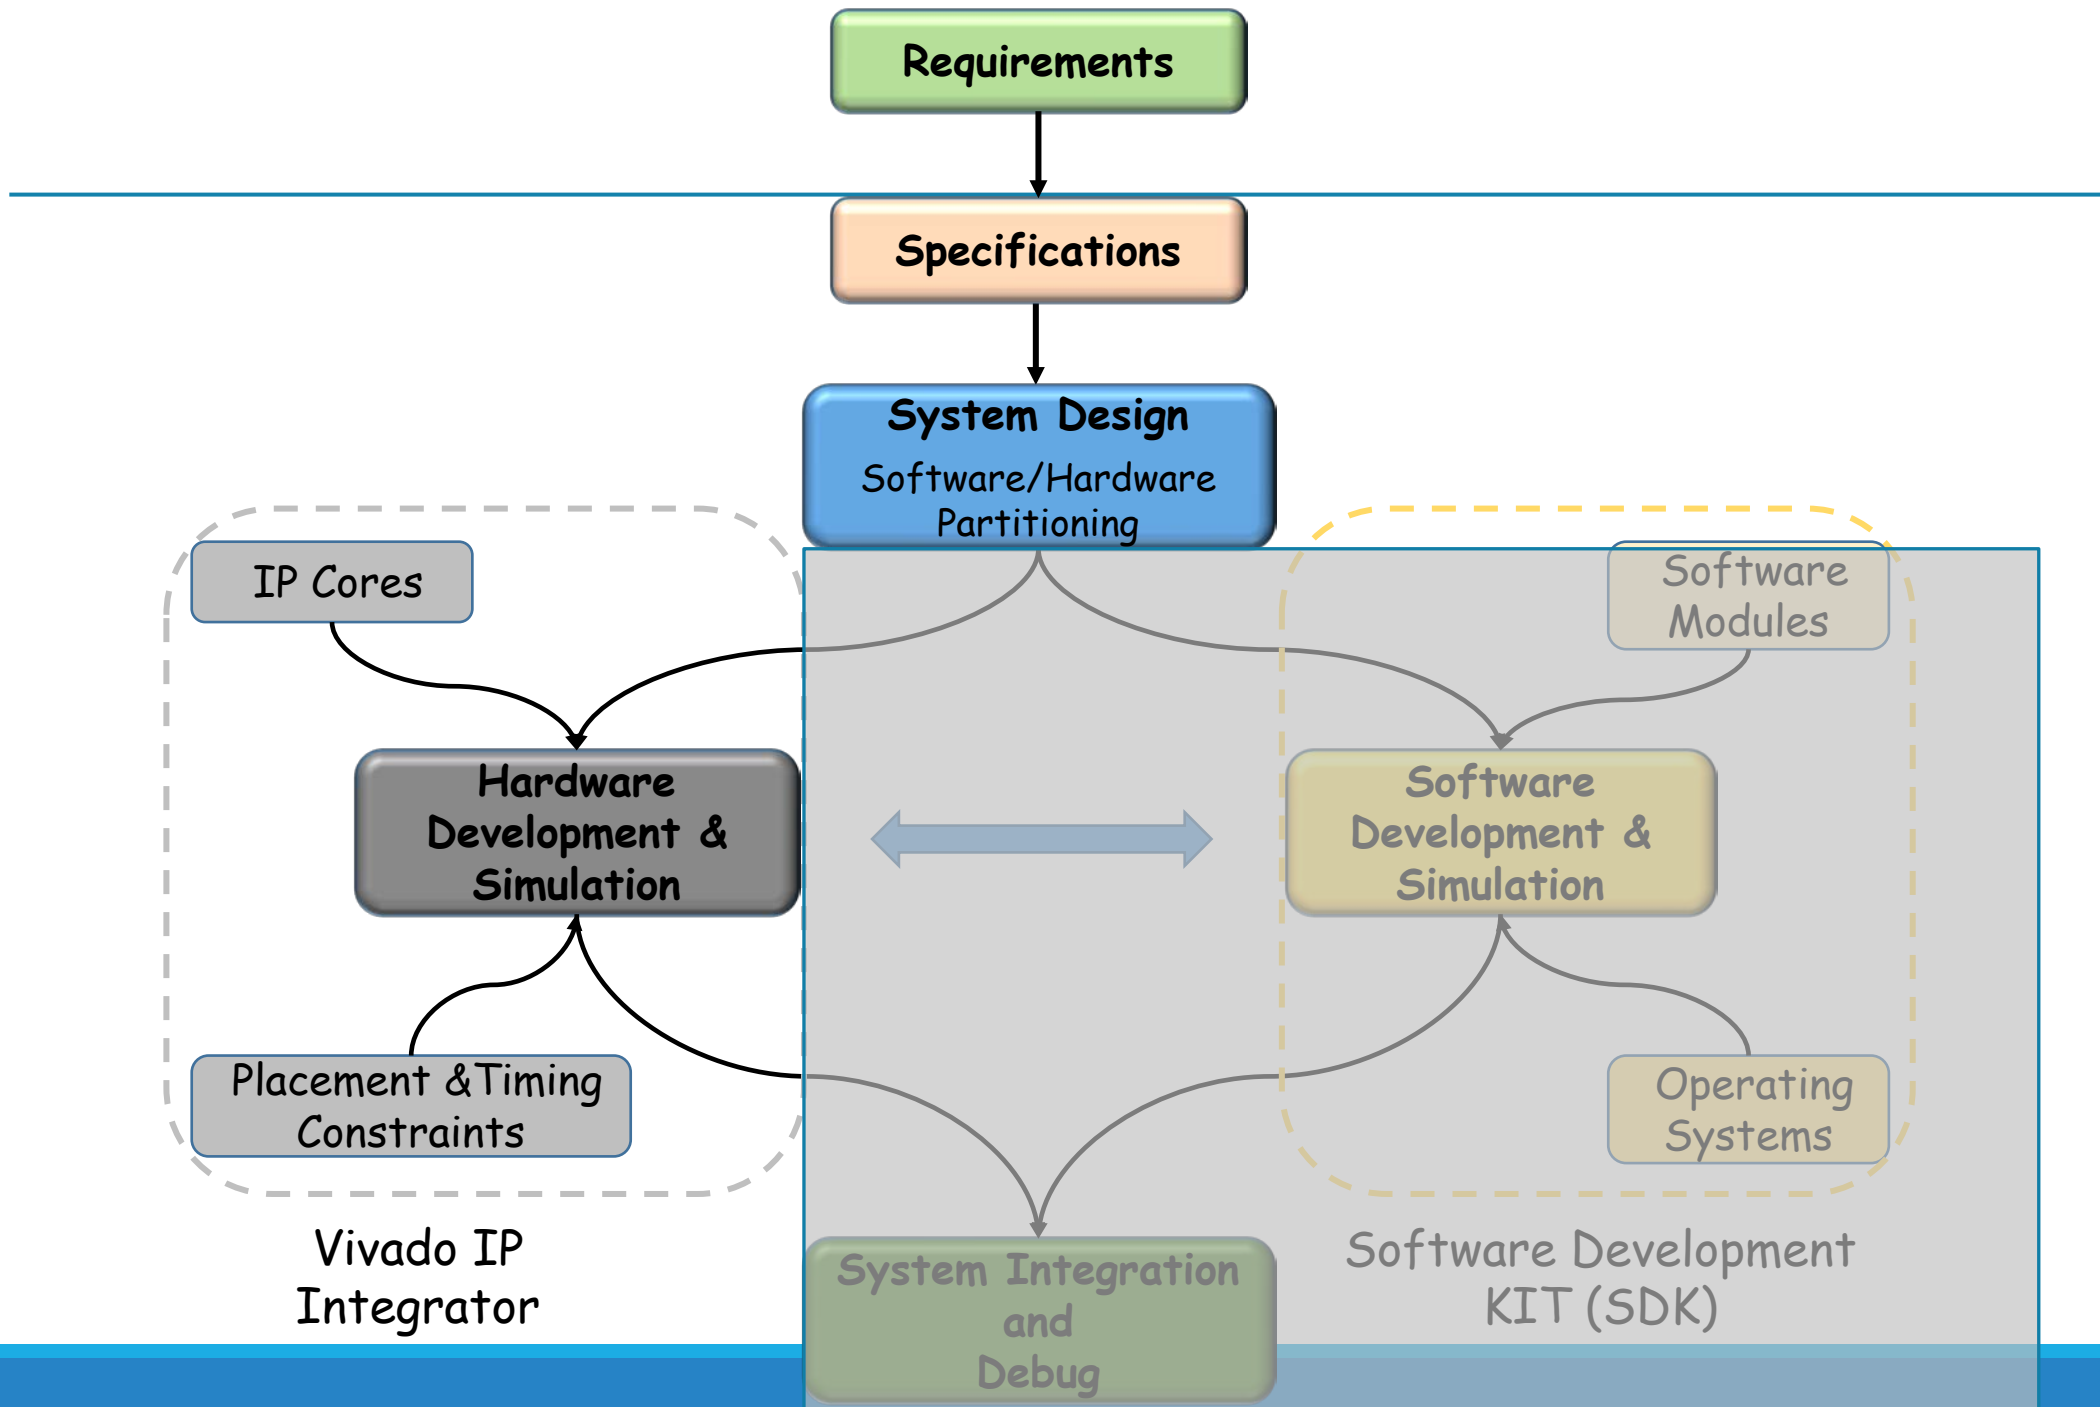 Requirements
Specifications
System Design
Software/Hardware
Partitioning
IP Cores
Software
Modules
Hardware
Development &
Simulation
Software
Development &
Simulation
Placement &Timing
Constraints
Operating
Systems
Vivado IP
Integrator
System Integration
and
Debug
Software Development
KIT (SDK)